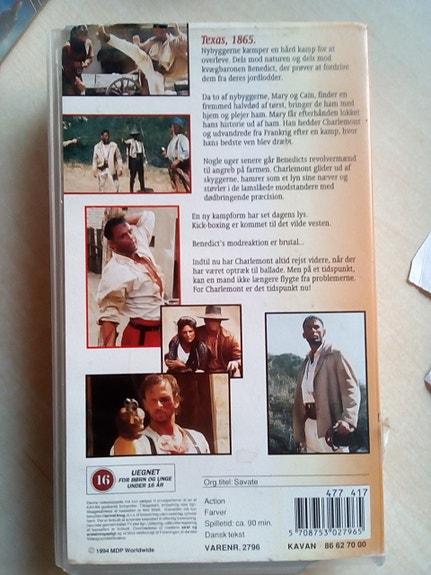 Texas, 1865.
Nybyggerne kæmper en hård kamp for at
overleve. Dels mod naturen og dels mod
kvægbaronen Benedict, der prøver at fordrive
dem fra deres jordlodder.
Da to af nybyggerne, Mary og Cain, finder en
fremmed halvdød af tørst, bringer de ham med
hjem og plejer ham. Mary får efterhånden lokket
hans historie ud af ham. Han hedder Charlemont
og udvandrede fra Frankrig efter en kamp, hvor
hans bedste ven blev dræbt.
Nogle uger senere går Benedicts revolvermænd
til angreb på farmen. Charlemont glider ud af
skyggerne, hamrer som et lyn sine næver og
støvler i de lamslåede modstandere med
dødbringende præcision.
En ny kampform har set dagens lys.
Kick-boxing er kommet til det vilde vesten.
Benedict's modreaktion er brutal...
Indtil nu har Charlemont altid rejst videre, når der
har været optræk til ballade. Men på et tidspunkt,
kan en mand ikke længere flygte fra problemerne.
For Charlemont er det tidspunkt nu!
16
UEGNET
FOR BØRN OG UNGE
UNDER 16 ÅR
Org.titel: Savate
Action
Farver
Spilletid: ca. 90 min.
Dansk tekst
VARENR. 2796
477 417
5 708753 027965
KAVAN 86 62 70 00
© 1994 MDP Worldwide